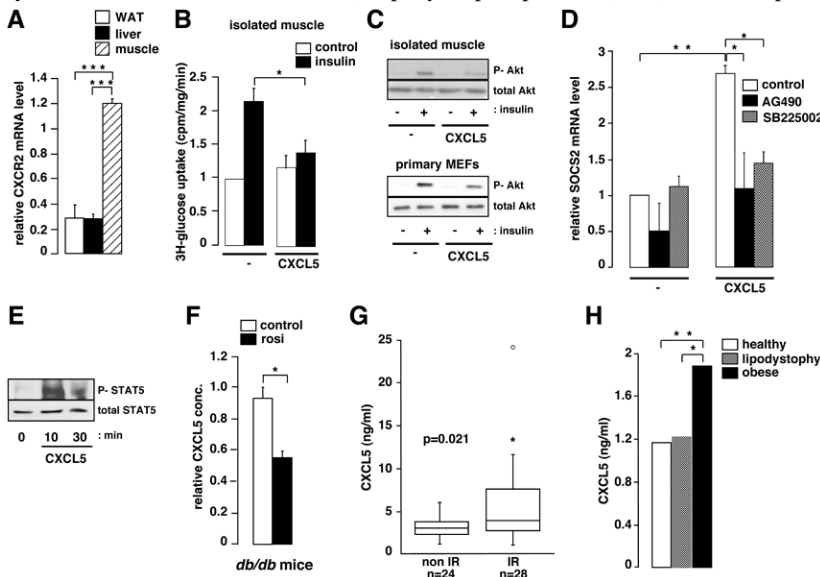 A
WAT
liver
muscle
***
***
relative CXCR2 mRNA level
1.4
1.2
1.0
0.8
0.6
0.4
0.2
0
B
isolated muscle
control
insulin
*
3H-glucose uptake (cpm/mg/min)
2.5
2
1.5
1
0.5
0
-
CXCL5
C
isolated muscle
P- Akt
total Akt
- + - + : insulin
- CXCL5
primary MEFs
P- Akt
total Akt
- + - + : insulin
- CXCL5
D
** * *
control
AG490
SB225002
relative SOCS2 mRNA level
3.0
2.5
2.0
1.5
1.0
0.5
0
-
CXCL5
E
P- STAT5
total STAT5
0 10 30 : min
CXCL5
F
control
rosi
*
relative CXCL5 conc.
1.0
0.8
0.6
0.4
0.2
0.0
db/db mice
G
CXCL5 (ng/ml)
25
20
15
10
5
0
p=0.021
*
non IR IR
n=24 n=28
H
healthy
lipodystophy
obese
**
*
CXCL5 (ng/ml)
2
1.6
1.2
.8
.4
0